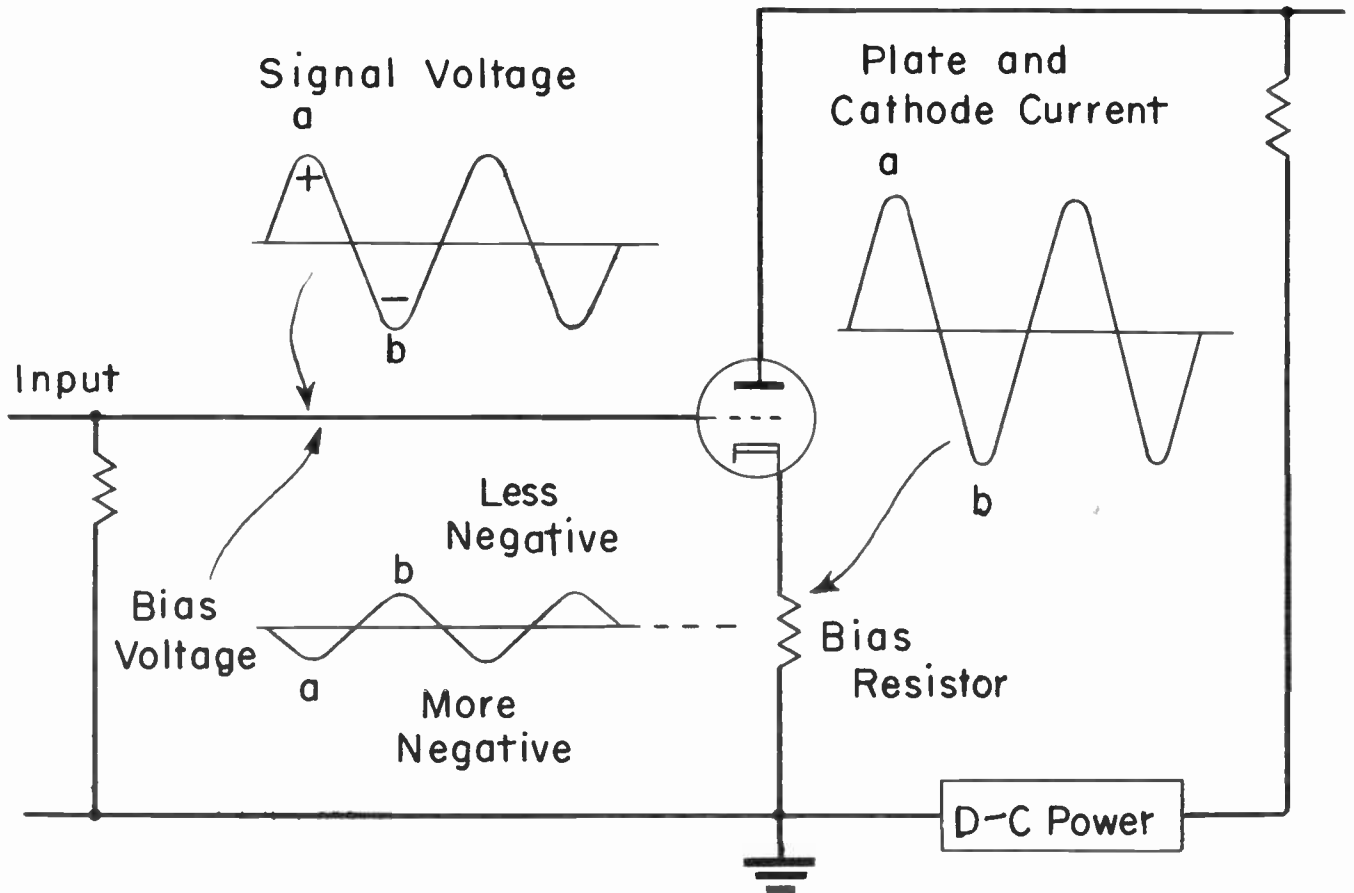 Signal Voltage
a
+
−
b
Plate and
Cathode Current
a
b
Input
Less
Negative
b
Bias
Voltage
a
More
Negative
Bias
Resistor
D-C Power